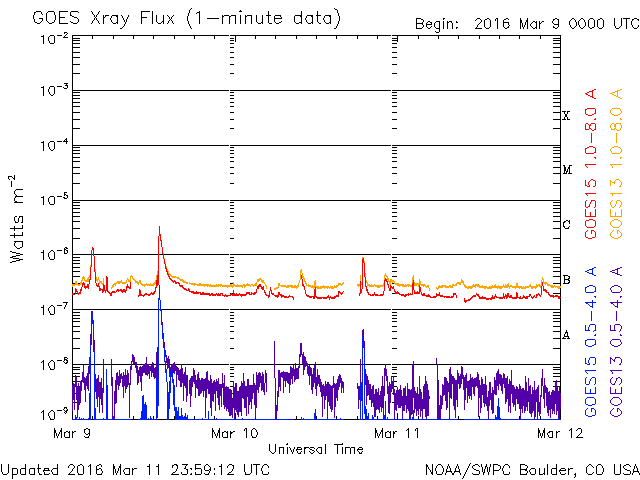 GOES Xray Flux (1-minute data)
Begin: 2016 Mar 9 0000 UTC
10-2
10-3
10-4
10-5
10-6
10-7
10-8
10-9
Watts m-2
X
M
C
B
A
GOES15 1.0-8.0 A
GOES13 1.0-8.0 A
GOES15 0.5-4.0 A
GOES13 0.5-4.0 A
Mar 9
Mar 10
Mar 11
Mar 12
Universal Time
Updated 2016 Mar 11 23:59:12 UTC
NOAA/SWPC Boulder, CO USA